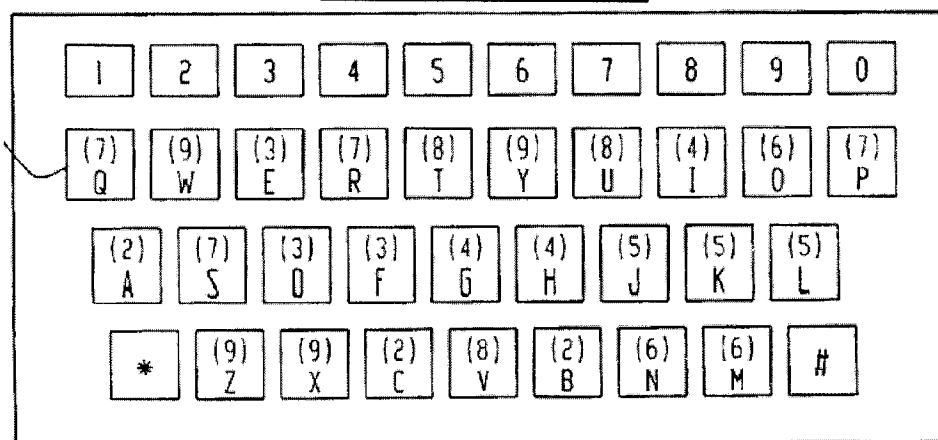 1 2 3 4 5 6 7 8 9 0
(7) (9) (3) (7) (8) (9) (8) (4) (6) (7)
Q W E R T Y U I O P
(2) (7) (3) (3) (4) (4) (5) (5) (5)
A S D F G H J K L
* (9) (9) (2) (8) (2) (6) (6) #
Z X C V B N M